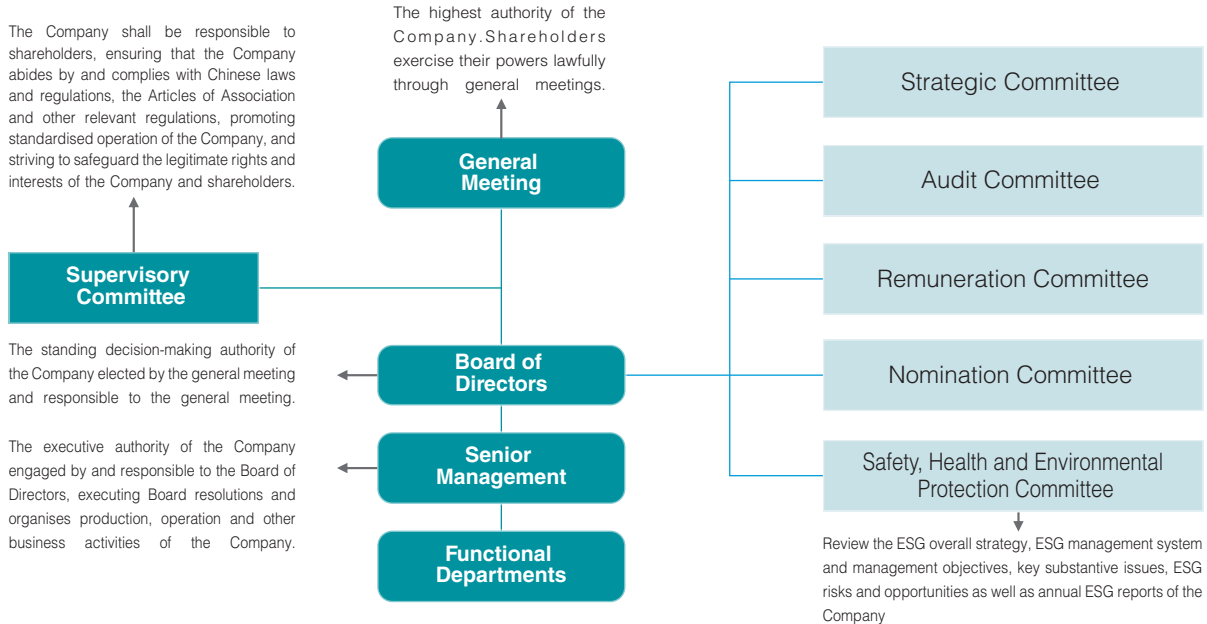 The Company shall be responsible to
shareholders, ensuring that the Company
abides by and complies with Chinese laws
and regulations, the Articles of Association
and other relevant regulations, promoting
standardised operation of the Company, and
striving to safeguard the legitimate rights and
interests of the Company and shareholders.
The highest authority of the
Company.Shareholders
exercise their powers lawfully
through general meetings.
General
Meeting
Supervisory
Committee
The standing decision-making authority of
the Company elected by the general meeting
and responsible to the general meeting.
Board of
Directors
The executive authority of the Company
engaged by and responsible to the Board of
Directors, executing Board resolutions and
organises production, operation and other
business activities of the Company.
Senior
Management
Functional
Departments
Strategic Committee
Audit Committee
Remuneration Committee
Nomination Committee
Safety, Health and Environmental
Protection Committee
Review the ESG overall strategy, ESG management system
and management objectives, key substantive issues, ESG
risks and opportunities as well as annual ESG reports of the
Company